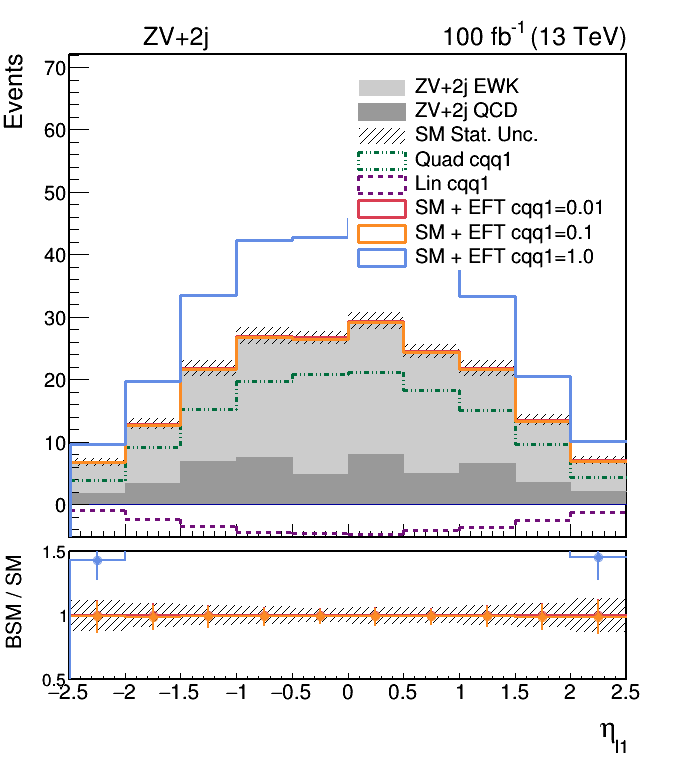 ZV+2j 100 fb⁻¹ (13 TeV)
Events
70
60
50
40
30
20
10
0
ZV+2j EWK
ZV+2j QCD
SM Stat. Unc.
Quad cqq1
Lin cqq1
SM + EFT cqq1=0.01
SM + EFT cqq1=0.1
SM + EFT cqq1=1.0
BSM / SM
1.5
1
0.5
−2.5 −2 −1.5 −1 −0.5 0 0.5 1 1.5 2 2.5
η l1